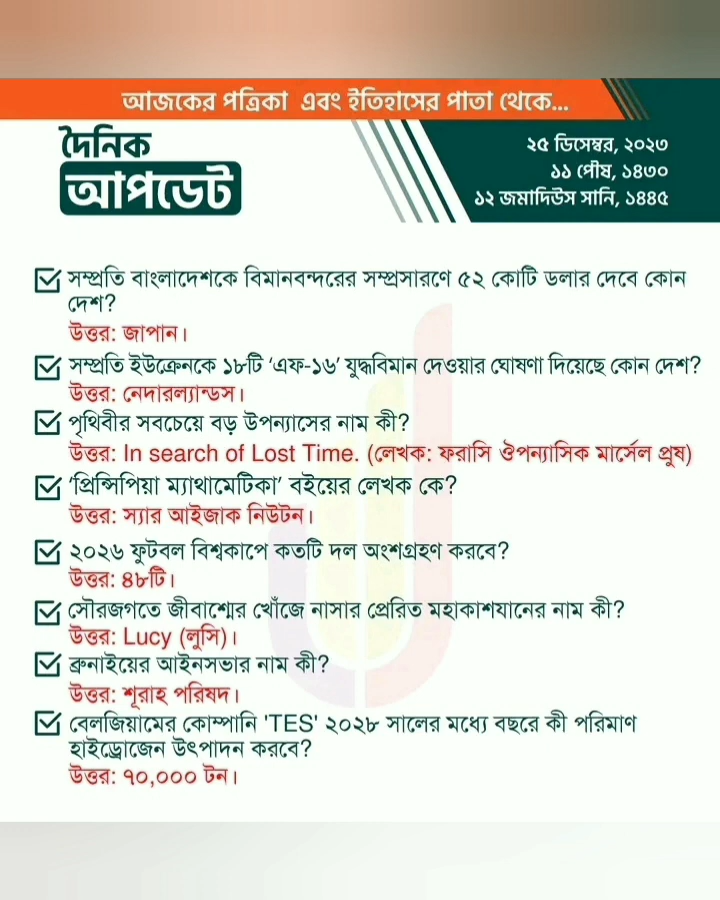 আজকের পত্রিকা এবং ইতিহাসের পাতা থেকে...
দৈনিক
আপডেট
২৫ ডিসেম্বর, ২০২৩
১১ পৌষ, ১৪৩০
১২ জমাদিউস সানি, ১৪৪৫
সম্প্রতি বাংলাদেশকে বিমানবন্দরের সম্প্রসারণে ৫২ কোটি ডলার দেবে কোন
দেশ?
উত্তর: জাপান।
সম্প্রতি ইউক্রেনকে ১৮টি ‘এফ-১৬’ যুদ্ধবিমান দেওয়ার ঘোষণা দিয়েছে কোন দেশ?
উত্তর: নেদারল্যান্ডস।
পৃথিবীর সবচেয়ে বড় উপন্যাসের নাম কী?
উত্তর: In search of Lost Time. (লেখক: ফরাসি ঔপন্যাসিক মার্সেল প্রুষ)
‘প্রিন্সিপিয়া ম্যাথামেটিকা’ বইয়ের লেখক কে?
উত্তর: স্যার আইজাক নিউটন।
২০২৬ ফুটবল বিশ্বকাপে কতটি দল অংশগ্রহণ করবে?
উত্তর: ৪৮টি।
সৌরজগতে জীবাশ্মের খোঁজে নাসার প্রেরিত মহাকাশযানের নাম কী?
উত্তর: Lucy (লুসি)।
ব্রুনাইয়ের আইনসভার নাম কী?
উত্তর: শূরাহ পরিষদ।
বেলজিয়ামের কোম্পানি 'TES' ২০২৮ সালের মধ্যে বছরে কী পরিমাণ
হাইড্রোজেন উৎপাদন করবে?
উত্তর: ৭০,০০০ টন।